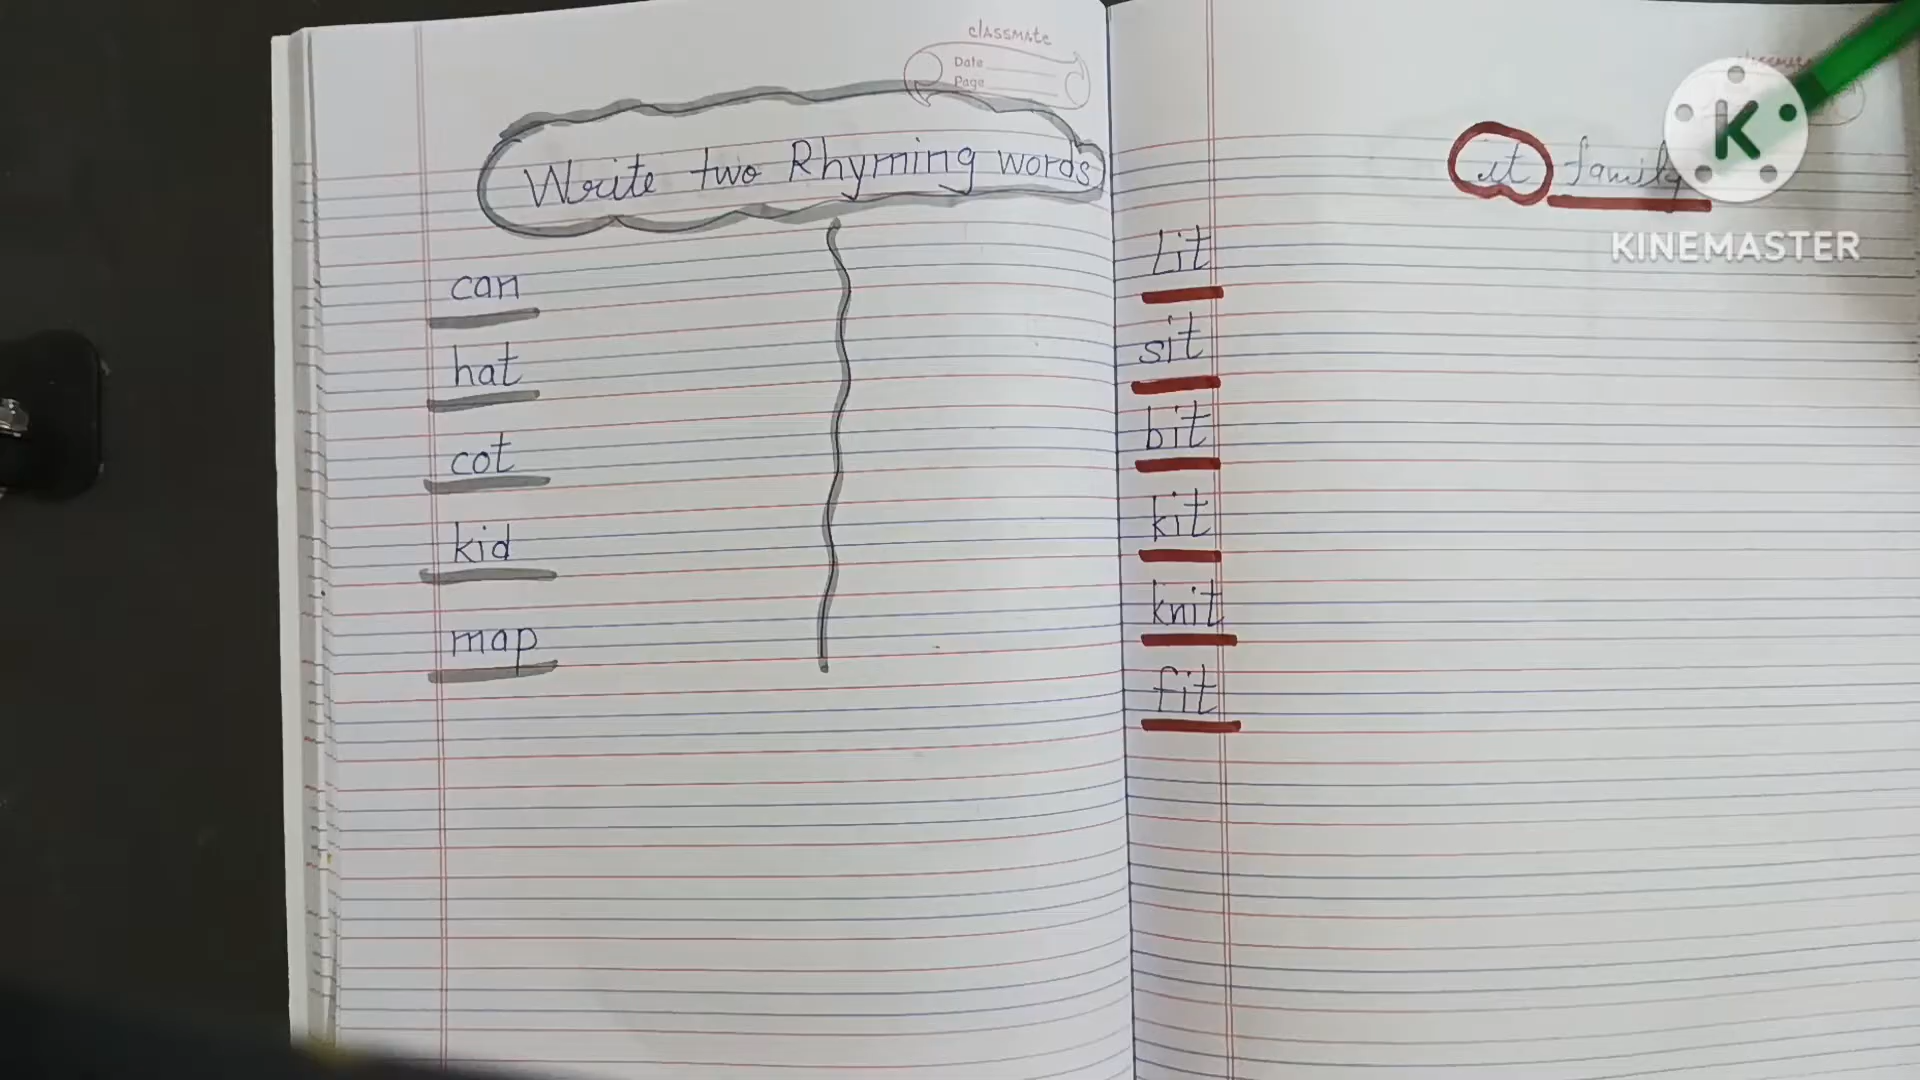 classmate
Date
Page
Write two Rhyming words
can
hat
cot
kid
map
it family
Lit
sit
bit
kit
knit
fit
K
KINEMASTER